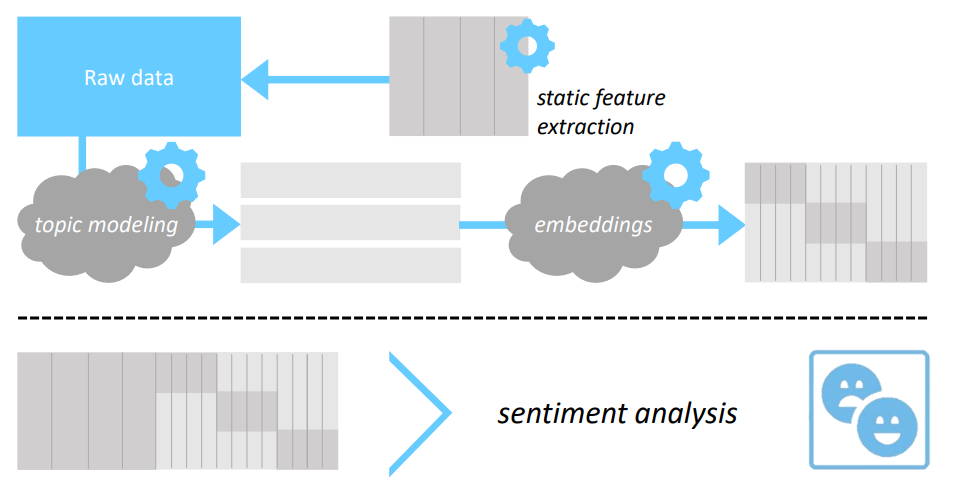 Raw data
static feature
extraction
topic modeling
embeddings
sentiment analysis